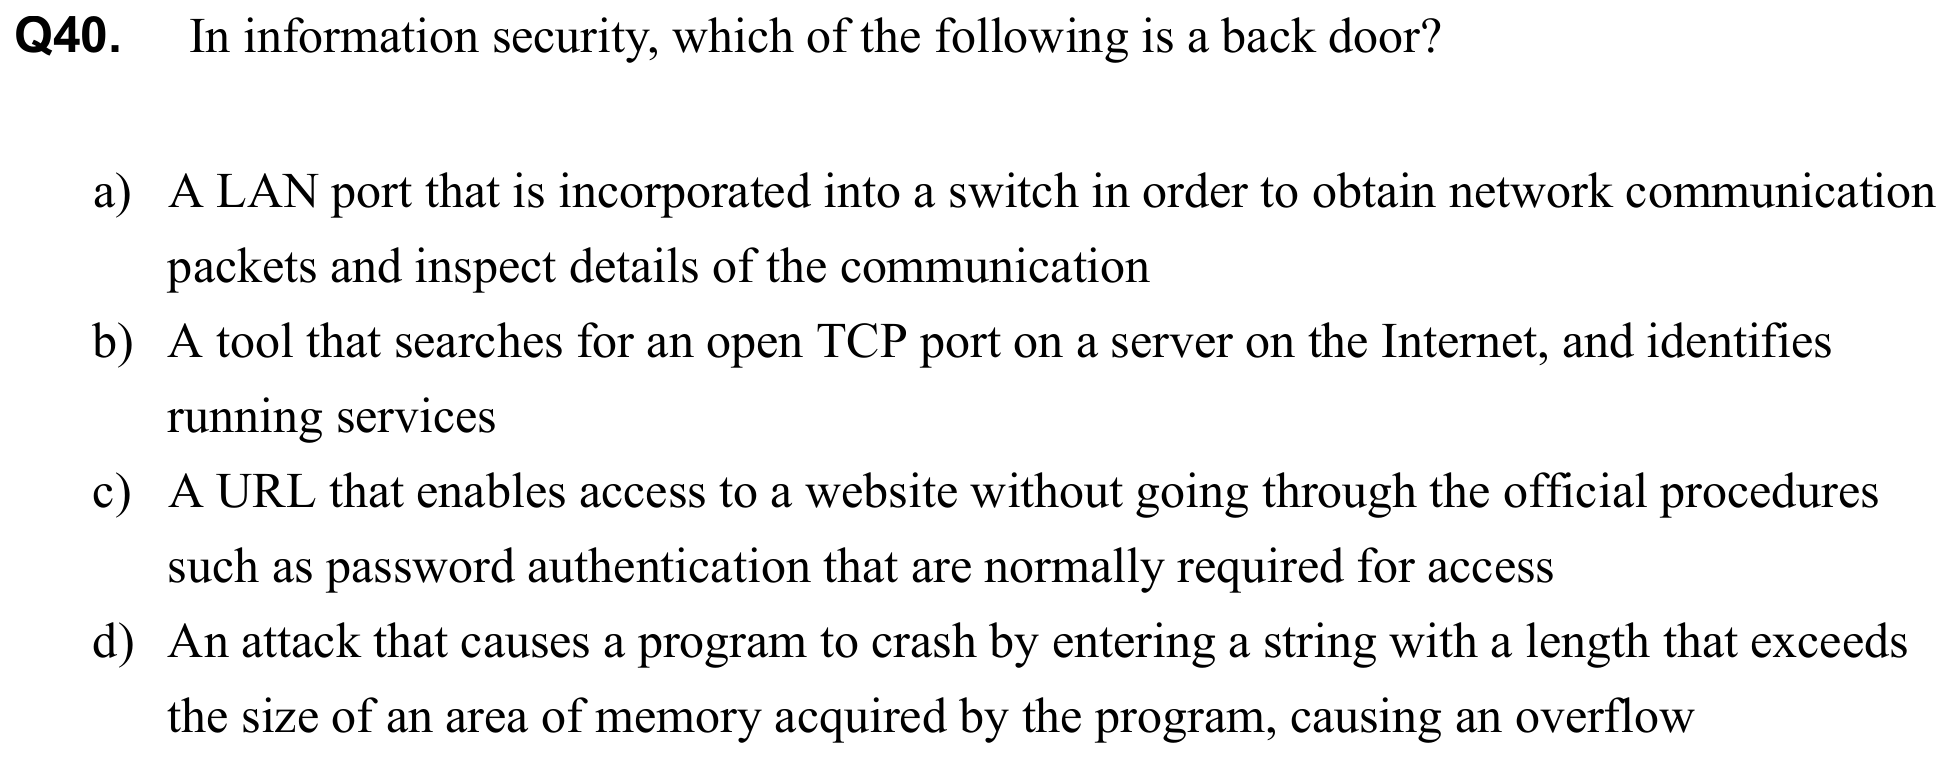 Q40. In information security, which of the following is a back door?
a) A LAN port that is incorporated into a switch in order to obtain network communication
packets and inspect details of the communication
b) A tool that searches for an open TCP port on a server on the Internet, and identifies
running services
c) A URL that enables access to a website without going through the official procedures
such as password authentication that are normally required for access
d) An attack that causes a program to crash by entering a string with a length that exceeds
the size of an area of memory acquired by the program, causing an overflow